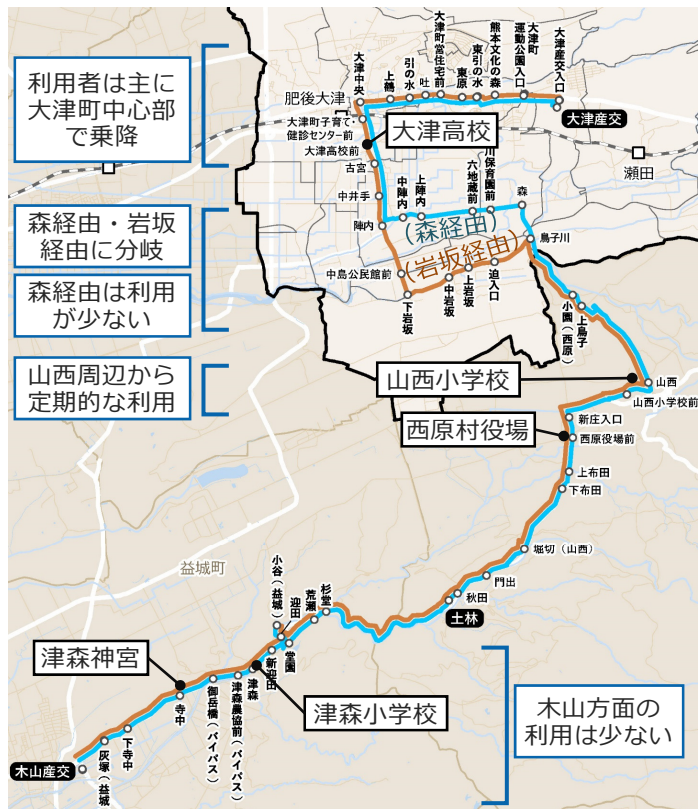 利用者は主に
大津町中心部
で乗降
森経由・岩坂
経由に分岐
森経由は利用
が少ない
山西周辺から
定期的な利用
肥後大津
大津中央
上鶴
引の水
吐
大津町営住宅前
東原
東引の水
熊本文化の森
大津町
運動公園入口
大津産交入口
大津産交
大津町子育て・
健診センター前
大津高校前
大津高校
古宮
中井手
陣内
中陣内
上陣内
六地蔵前
川保育園前
森
瀬田
(森経由)
(岩坂経由)
鳥子川
中島公民館前
下岩坂
中岩坂
上岩坂
迫入口
小園(西原)
上鳥子
山西小学校
山西
山西小学校前
西原村役場
新庄入口
西原役場前
上布田
下布田
堀切(山西)
門出
秋田
土林
益城町
小谷(益城)
迎田
荒瀬
杉堂
堂園
新迎田
津森
津森神宮
津森小学校
津森農協前(バイパス)
御岳橋(バイパス)
寺中
下寺中
灰塚(益城
木山産交
木山方面の
利用は少ない